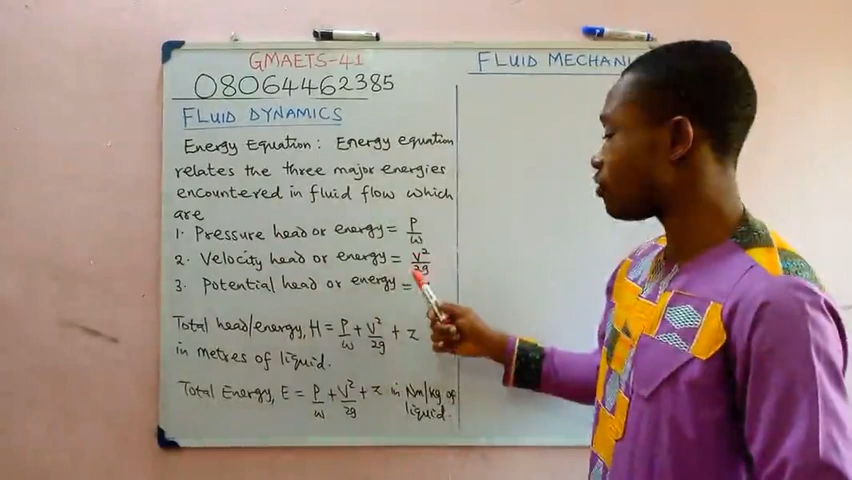 GMAETS-41
08064462385
FLUID DYNAMICS
Energy Equation: Energy equation
relates the three major energies
encountered in fluid flow which
are
1. Pressure head or energy = P/w
2. Velocity head or energy = V²/2g
3. Potential head or energy =
Total head/energy, H = P/w + V²/2g + z
in metres of liquid.
Total Energy, E = P/w + V²/2g + z in Nm/kg of
liquid.
FLUID